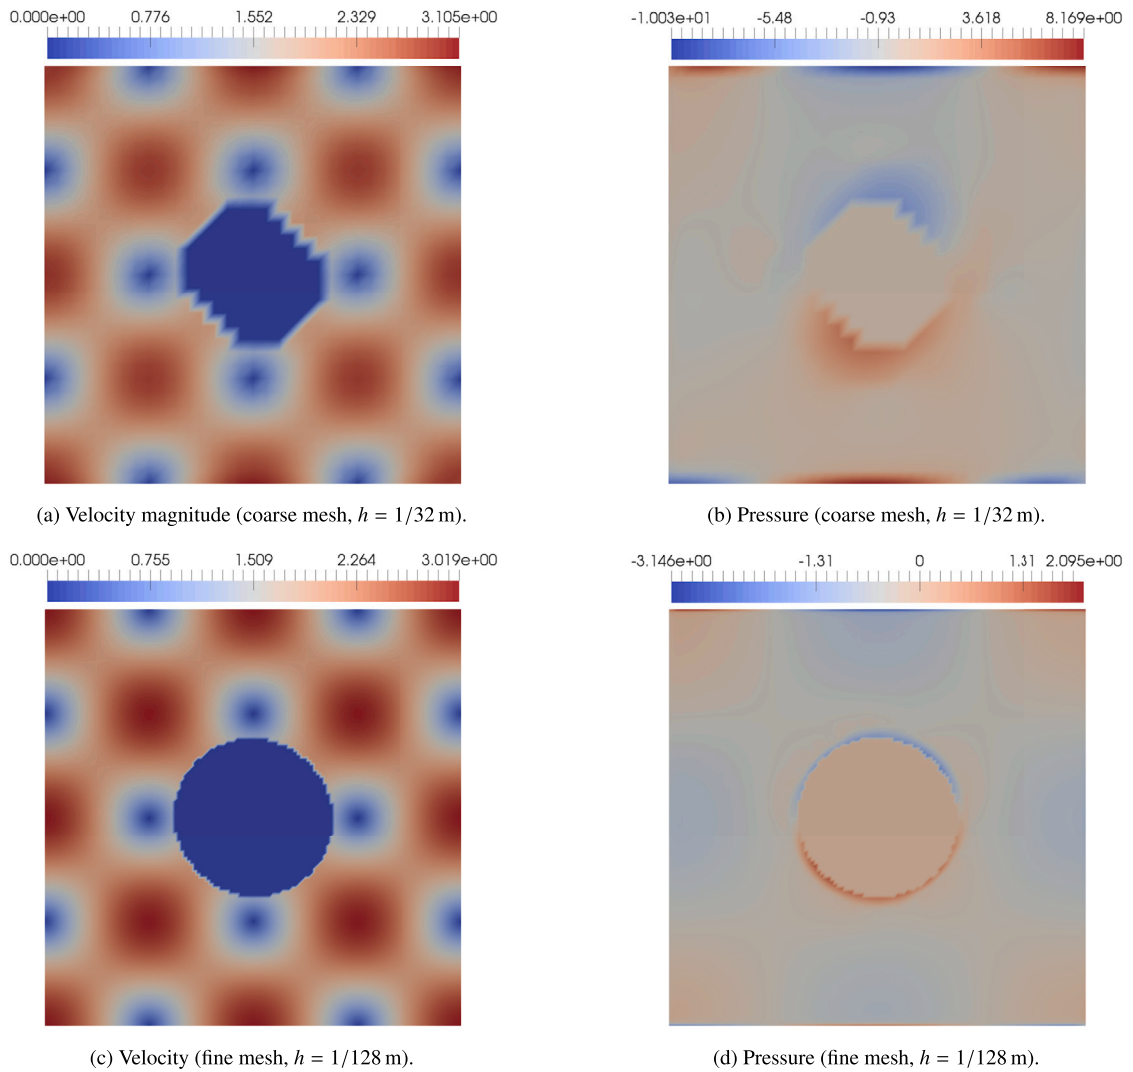 0.000e+00 0.776 1.552 2.329 3.105e+00
-1.003e+01 -5.48 -0.93 3.618 8.169e+00
(a) Velocity magnitude (coarse mesh, h = 1/32 m).
(b) Pressure (coarse mesh, h = 1/32 m).
0.000e+00 0.755 1.509 2.264 3.019e+00
-3.146e+00 -1.31 0 1.31 2.095e+00
(c) Velocity (fine mesh, h = 1/128 m).
(d) Pressure (fine mesh, h = 1/128 m).